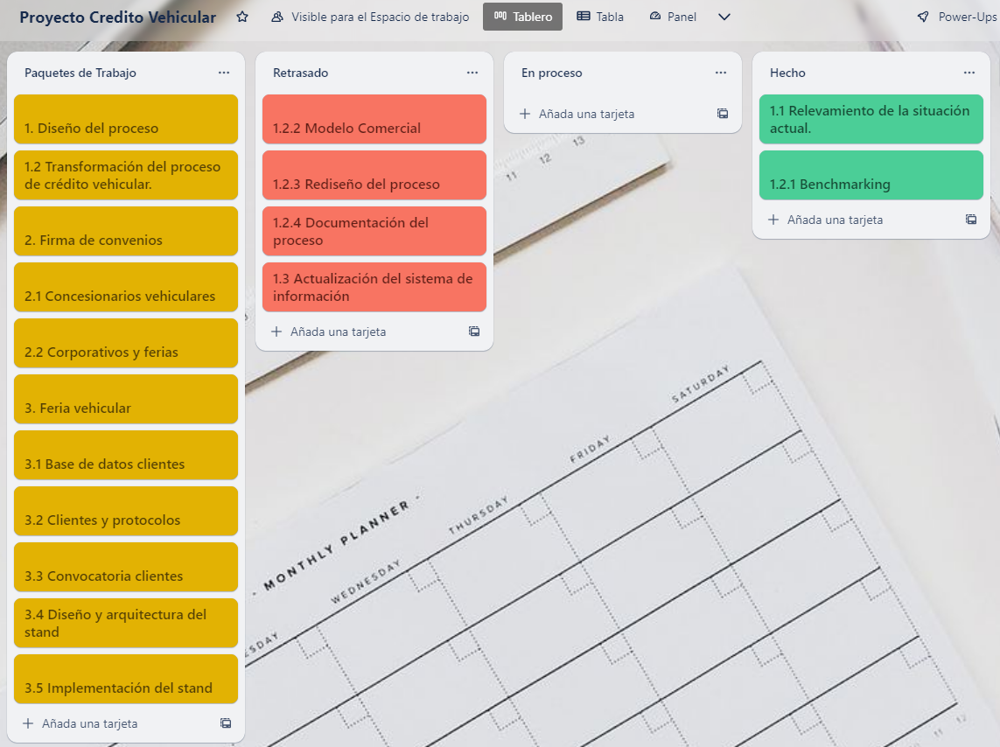 Proyecto Credito Vehicular
Visible para el Espacio de trabajo
Tablero
Tabla
Panel
Power-Ups
Paquetes de Trabajo
1. Diseño del proceso
1.2 Transformación del proceso
de crédito vehicular.
2. Firma de convenios
2.1 Concesionarios vehiculares
2.2 Corporativos y ferias
3. Feria vehicular
3.1 Base de datos clientes
3.2 Clientes y protocolos
3.3 Convocatoria clientes
3.4 Diseño y arquitectura del
stand
3.5 Implementación del stand
Añada una tarjeta
Retrasado
1.2.2 Modelo Comercial
1.2.3 Rediseño del proceso
1.2.4 Documentación del
proceso
1.3 Actualización del sistema de
información
Añada una tarjeta
En proceso
Añada una tarjeta
Hecho
1.1 Relevamiento de la situación
actual.
1.2.1 Benchmarking
Añada una tarjeta
11 12 13
- MONTHLY PLANNER -
WEDNESDAY
THURSDAY
FRIDAY
SATURDAY
11 12